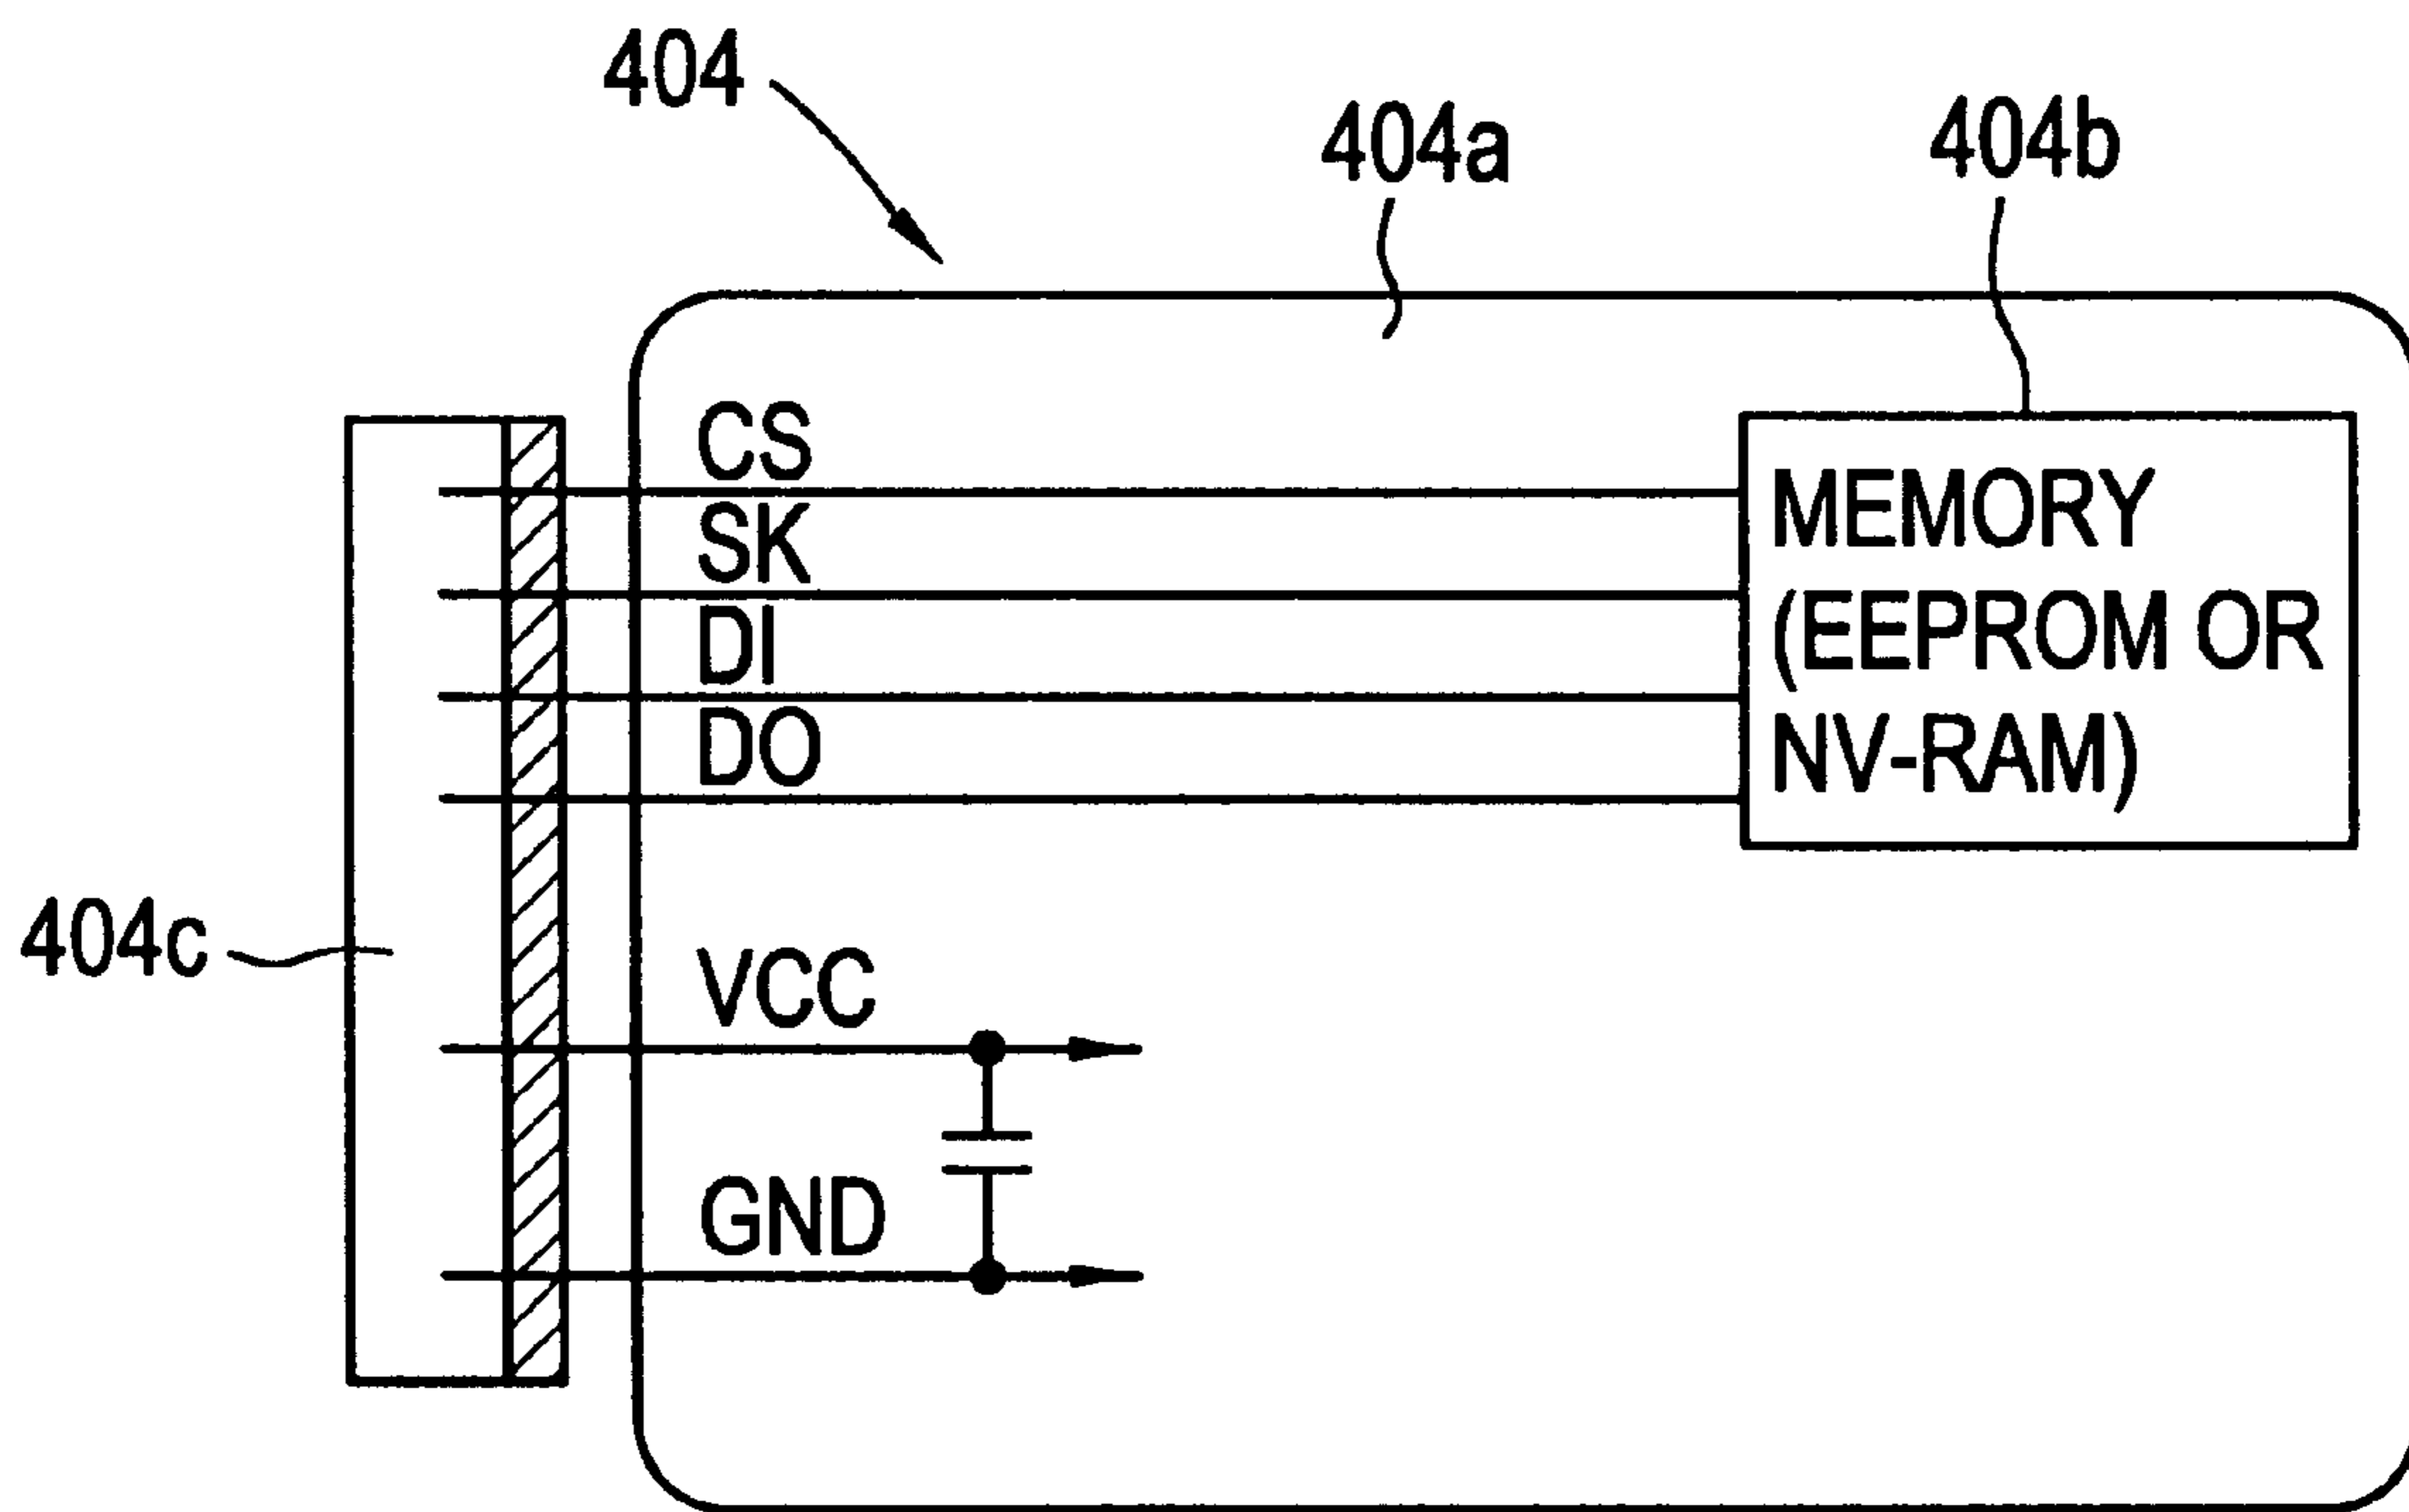 404
404a
404b
CS
SK
DI
DO
MEMORY
(EEPROM OR
NV-RAM)
404c
VCC
GND